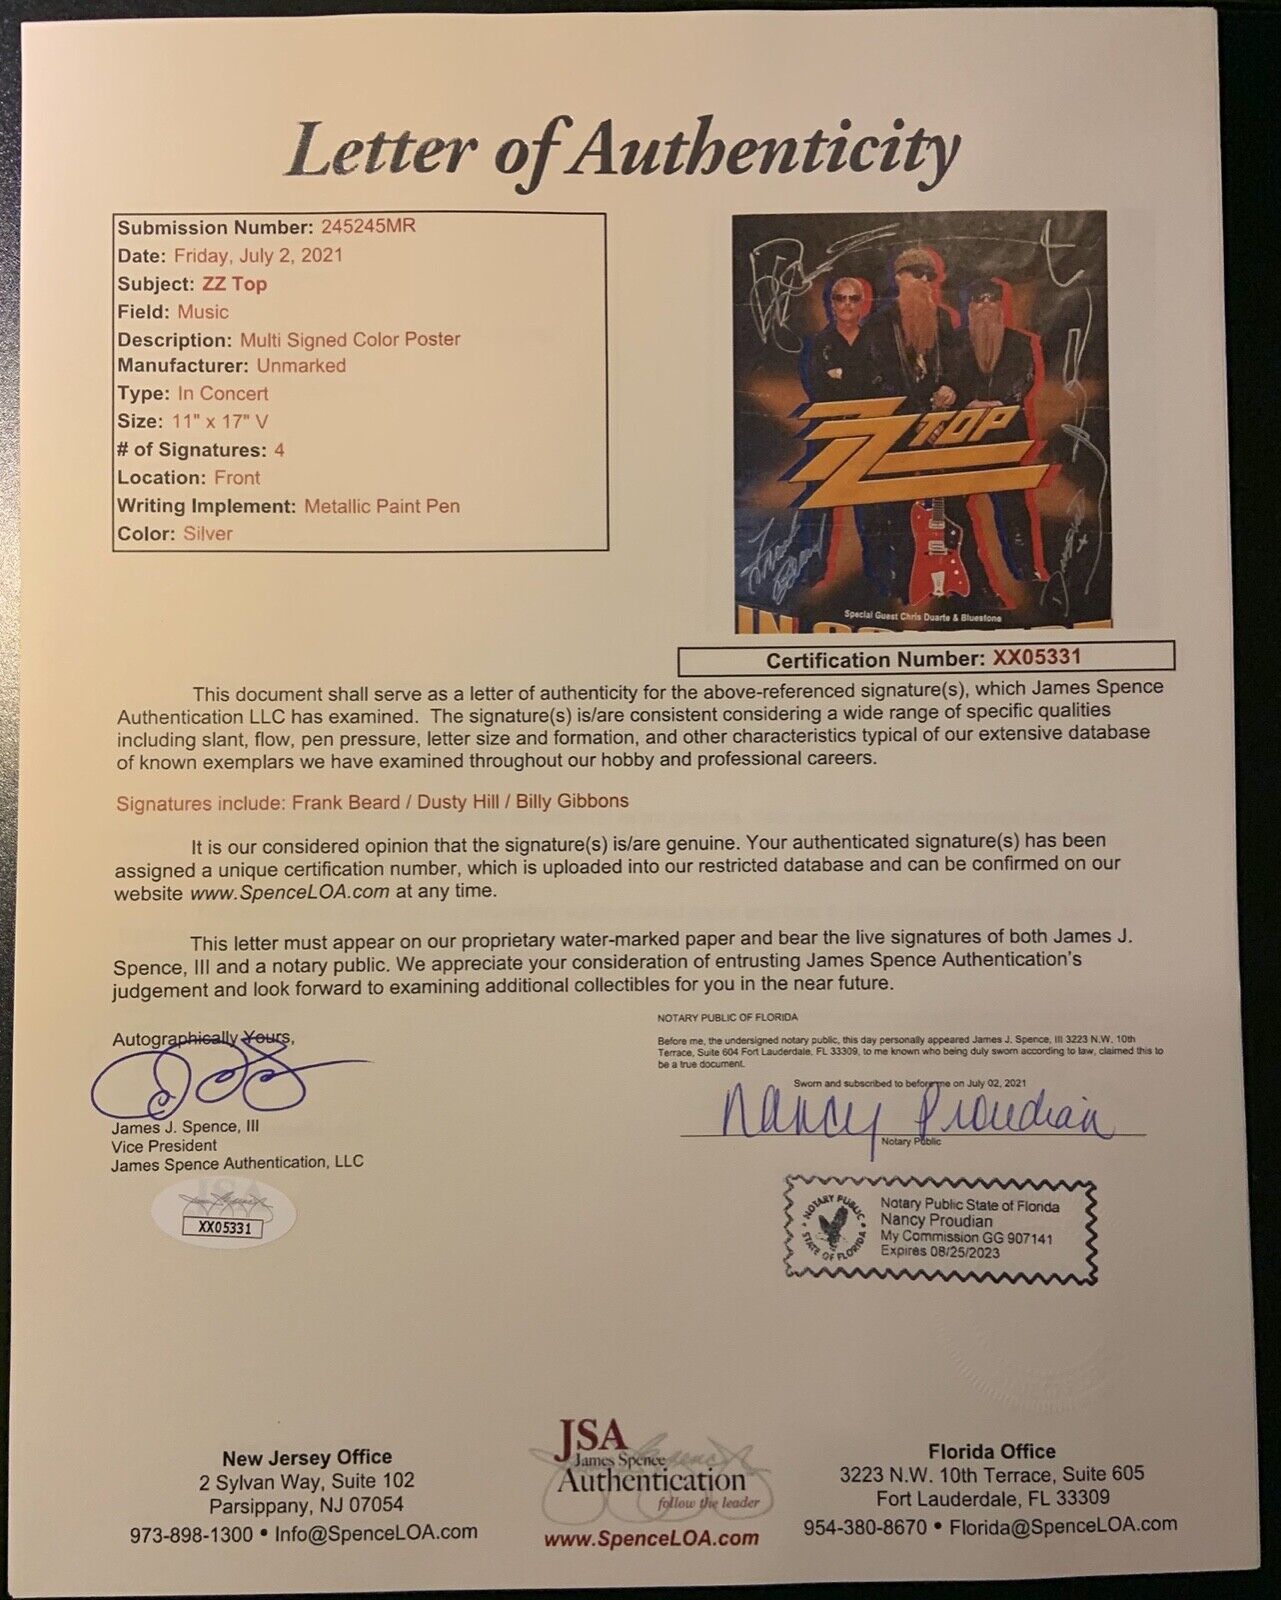 Letter of Authenticity
Submission Number: 245245MR
Date: Friday, July 2, 2021
Subject: ZZ Top
Field: Music
Description: Multi Signed Color Poster
Manufacturer: Unmarked
Type: In Concert
Size: 11" x 17" V
# of Signatures: 4
Location: Front
Writing Implement: Metallic Paint Pen
Color: Silver
ZZ TOP
Frank
Beard
Special Guest Chris Duarte & Bluestone
Certification Number: XX05331
This document shall serve as a letter of authenticity for the above-referenced signature(s), which James Spence
Authentication LLC has examined. The signature(s) is/are consistent considering a wide range of specific qualities
including slant, flow, pen pressure, letter size and formation, and other characteristics typical of our extensive database
of known exemplars we have examined throughout our hobby and professional careers.
Signatures include: Frank Beard / Dusty Hill / Billy Gibbons
It is our considered opinion that the signature(s) is/are genuine. Your authenticated signature(s) has been
assigned a unique certification number, which is uploaded into our restricted database and can be confirmed on our
website www.SpenceLOA.com at any time.
This letter must appear on our proprietary water-marked paper and bear the live signatures of both James J.
Spence, III and a notary public. We appreciate your consideration of entrusting James Spence Authentication's
judgement and look forward to examining additional collectibles for you in the near future.
Autographically Yours,
James J. Spence, III
Vice President
James Spence Authentication, LLC
JSA
XX05331
NOTARY PUBLIC OF FLORIDA
Before me, the undersigned notary public, this day personally appeared James J. Spence, III 3223 N.W. 10th
Terrace, Suite 604 Fort Lauderdale, FL 33309, to me known who being duly sworn according to law, claimed this to
be a true document.
Sworn and subscribed to before me on July 02, 2021
Nancy Proudian
Notary Public
NOTARY PUBLIC
STATE OF FLORIDA
Notary Public State of Florida
Nancy Proudian
My Commission GG 907141
Expires 08/25/2023
New Jersey Office
2 Sylvan Way, Suite 102
Parsippany, NJ 07054
973-898-1300 • Info@SpenceLOA.com
JSA
James Spence
Authentication
follow the leader
www.SpenceLOA.com
Florida Office
3223 N.W. 10th Terrace, Suite 605
Fort Lauderdale, FL 33309
954-380-8670 • Florida@SpenceLOA.com